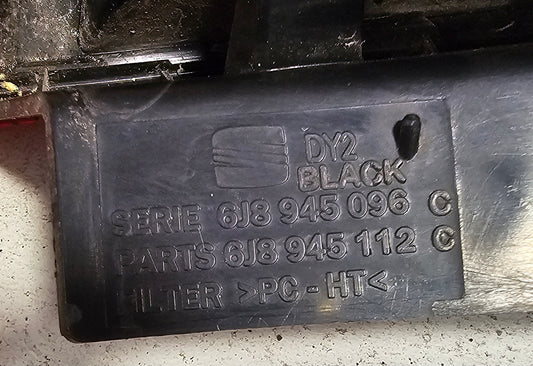 DY2
BLACK
SERIE 6J8 945 096 C
PARTS 6J8 945 112 C
FILTER >PC-HT<